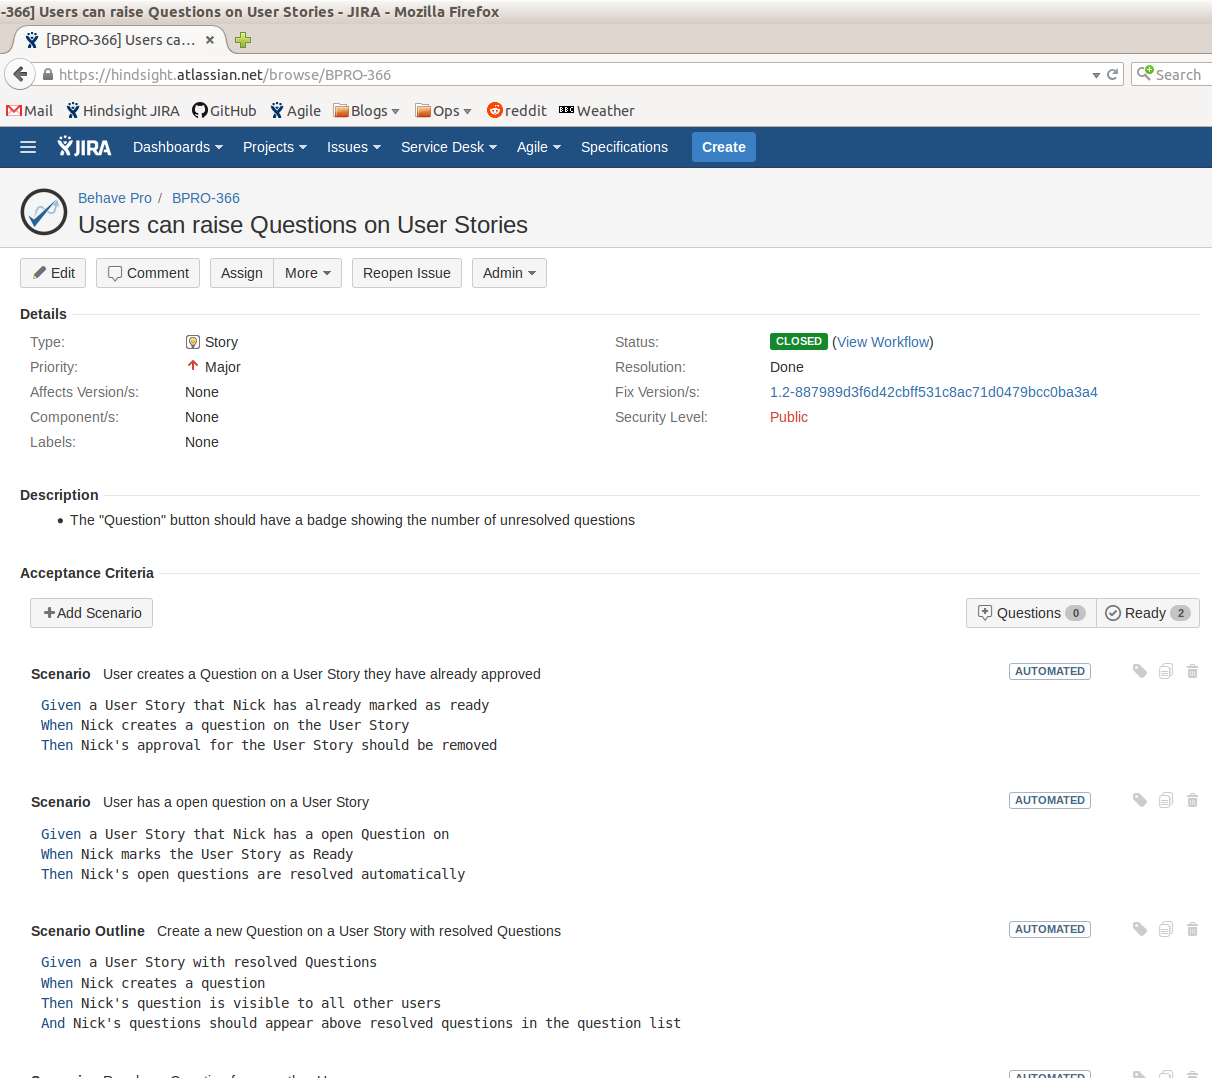 -366] Users can raise Questions on User Stories - JIRA - Mozilla Firefox
[BPRO-366] Users ca... ×
https://hindsight.atlassian.net/browse/BPRO-366 Search
Mail Hindsight JIRA GitHub Agile Blogs Ops reddit BBC Weather
JIRA Dashboards Projects Issues Service Desk Agile Specifications Create
Behave Pro / BPRO-366
Users can raise Questions on User Stories
Edit Comment Assign More Reopen Issue Admin
Details
Type: Story Status: CLOSED (View Workflow)
Priority: Major Resolution: Done
Affects Version/s: None Fix Version/s: 1.2-887989d3f6d42cbff531c8ac71d0479bcc0ba3a4
Component/s: None Security Level: Public
Labels: None
Description
• The "Question" button should have a badge showing the number of unresolved questions
Acceptance Criteria
+Add Scenario Questions 0 Ready 2
Scenario User creates a Question on a User Story they have already approved AUTOMATED
Given a User Story that Nick has already marked as ready
When Nick creates a question on the User Story
Then Nick's approval for the User Story should be removed
Scenario User has a open question on a User Story AUTOMATED
Given a User Story that Nick has a open Question on
When Nick marks the User Story as Ready
Then Nick's open questions are resolved automatically
Scenario Outline Create a new Question on a User Story with resolved Questions AUTOMATED
Given a User Story with resolved Questions
When Nick creates a question
Then Nick's question is visible to all other users
And Nick's questions should appear above resolved questions in the question list
AUTOMATED